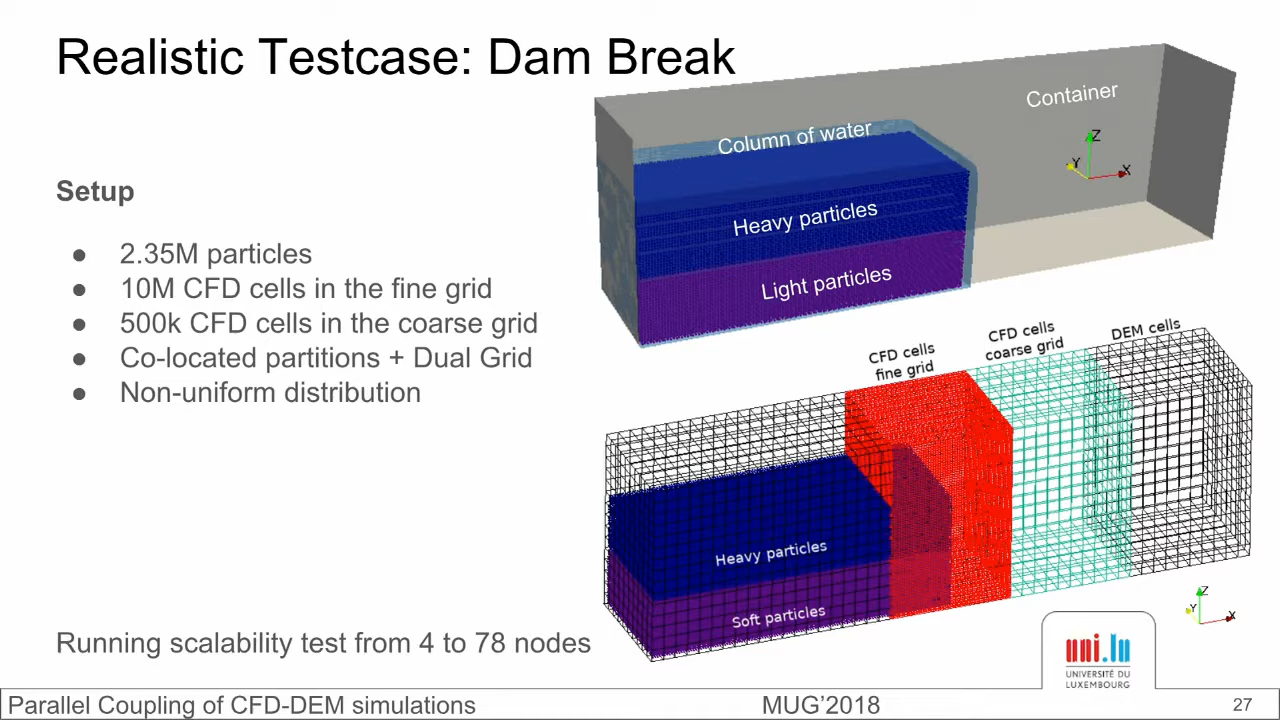 Realistic Testcase: Dam Break
Container
Column of water
Z
Y
X
Heavy particles
Light particles
Setup
● 2.35M particles
● 10M CFD cells in the fine grid
● 500k CFD cells in the coarse grid
● Co-located partitions + Dual Grid
● Non-uniform distribution
CFD cells
fine grid
CFD cells
coarse grid
DEM cells
Heavy particles
Soft particles
Z
Y
X
Running scalability test from 4 to 78 nodes
uni.lu
UNIVERSITÉ DU
LUXEMBOURG
Parallel Coupling of CFD-DEM simulations
MUG’2018
27